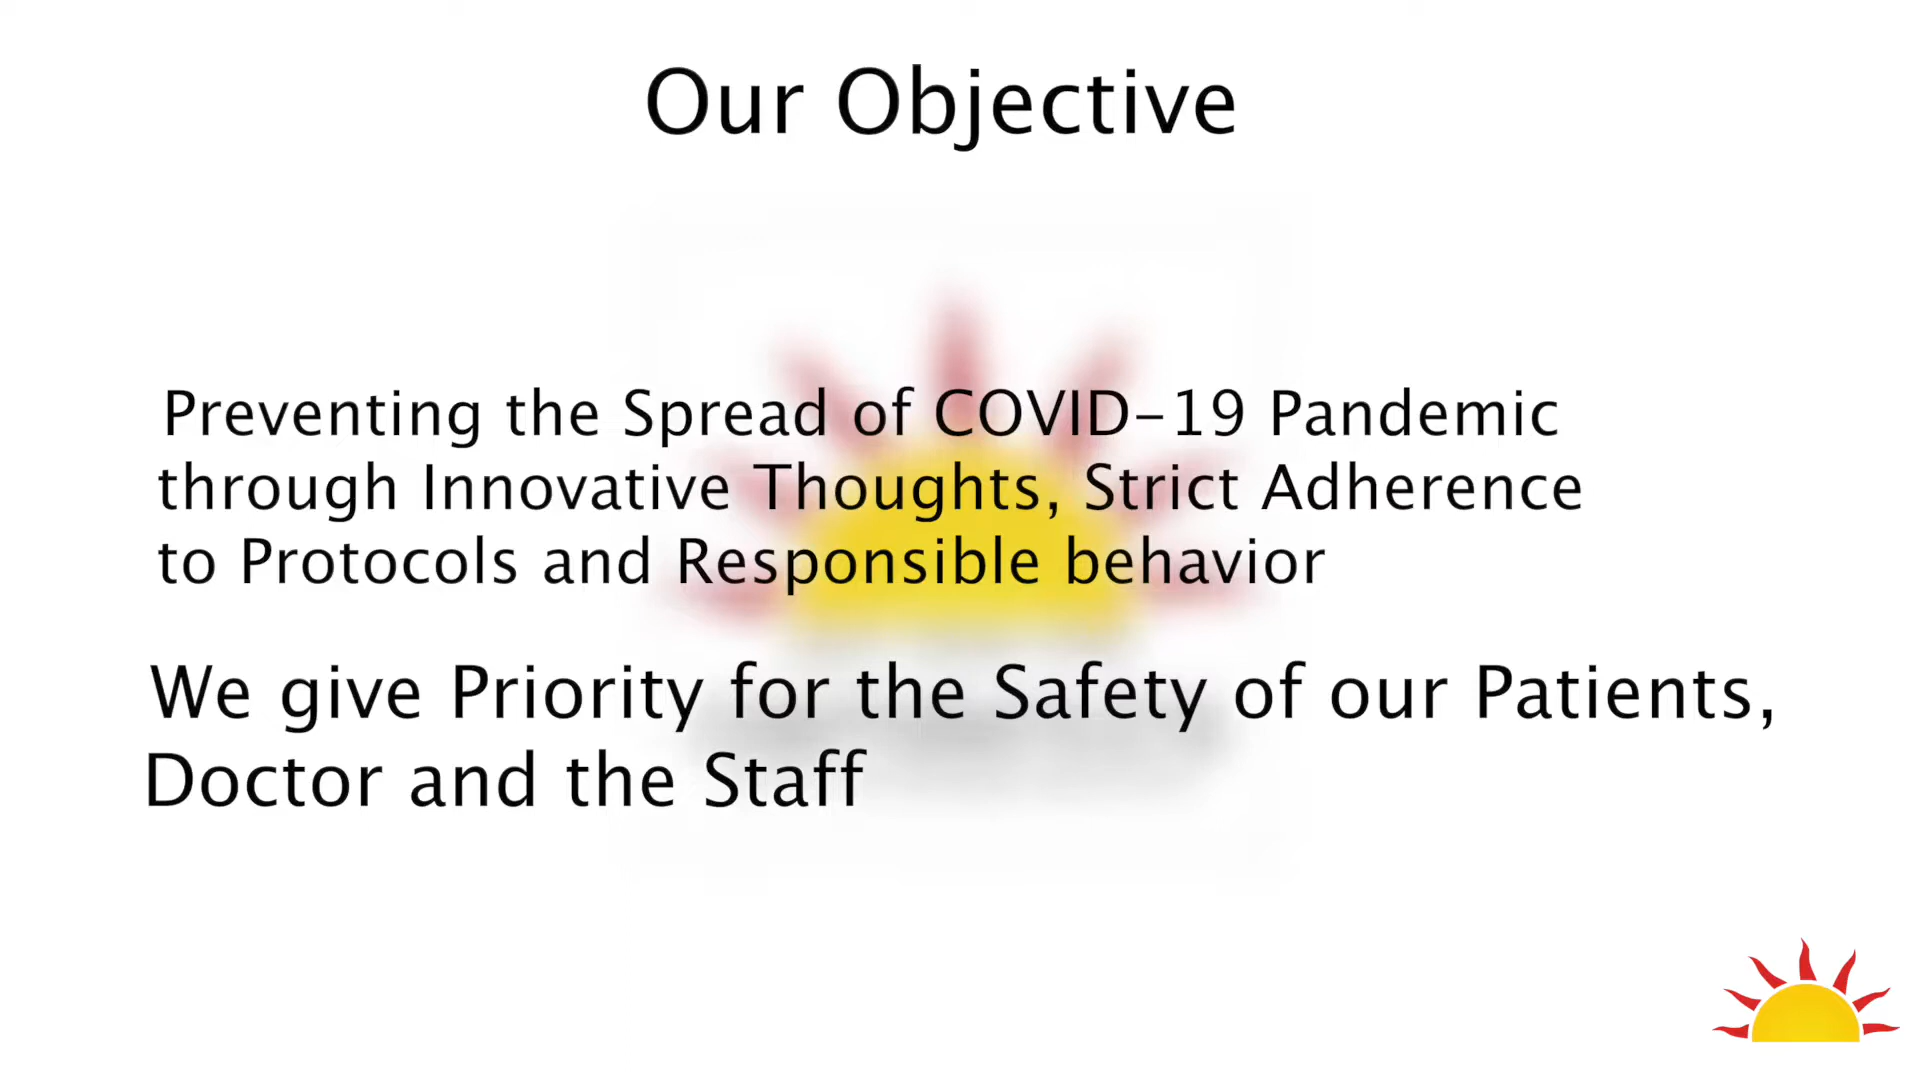 Our Objective
Preventing the Spread of COVID-19 Pandemic
through Innovative Thoughts, Strict Adherence
to Protocols and Responsible behavior
We give Priority for the Safety of our Patients,
Doctor and the Staff